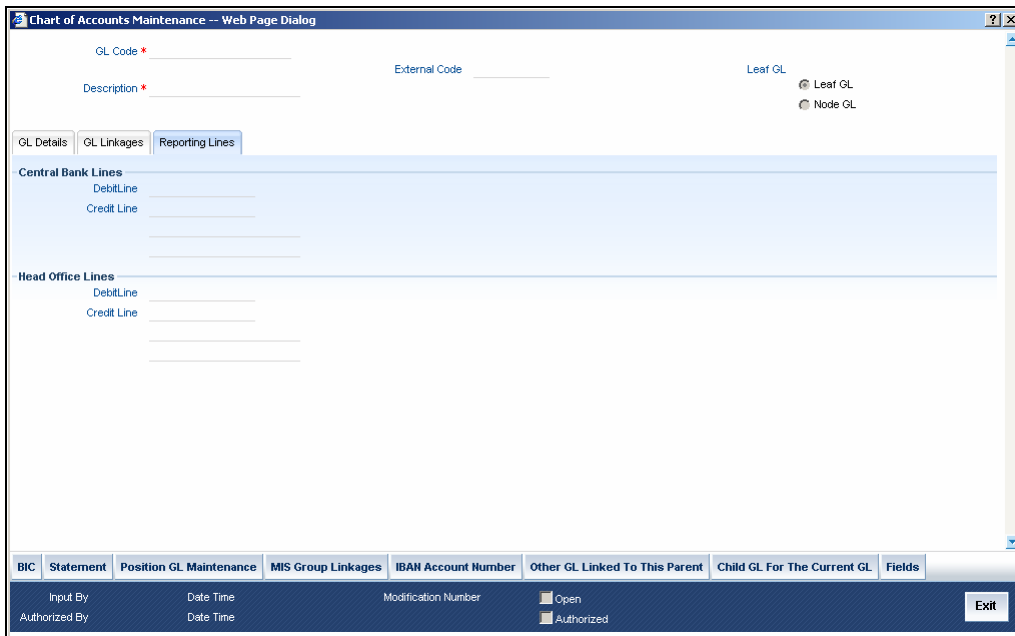 Chart of Accounts Maintenance -- Web Page Dialog
GL Code *
External Code
Leaf GL
Leaf GL
Description *
Node GL
GL Details GL Linkages Reporting Lines
Central Bank Lines
DebitLine
Credit Line
Head Office Lines
DebitLine
Credit Line
BIC Statement Position GL Maintenance MIS Group Linkages IBAN Account Number Other GL Linked To This Parent Child GL For The Current GL Fields
Input By Date Time Modification Number Open
Authorized By Date Time Authorized
Exit